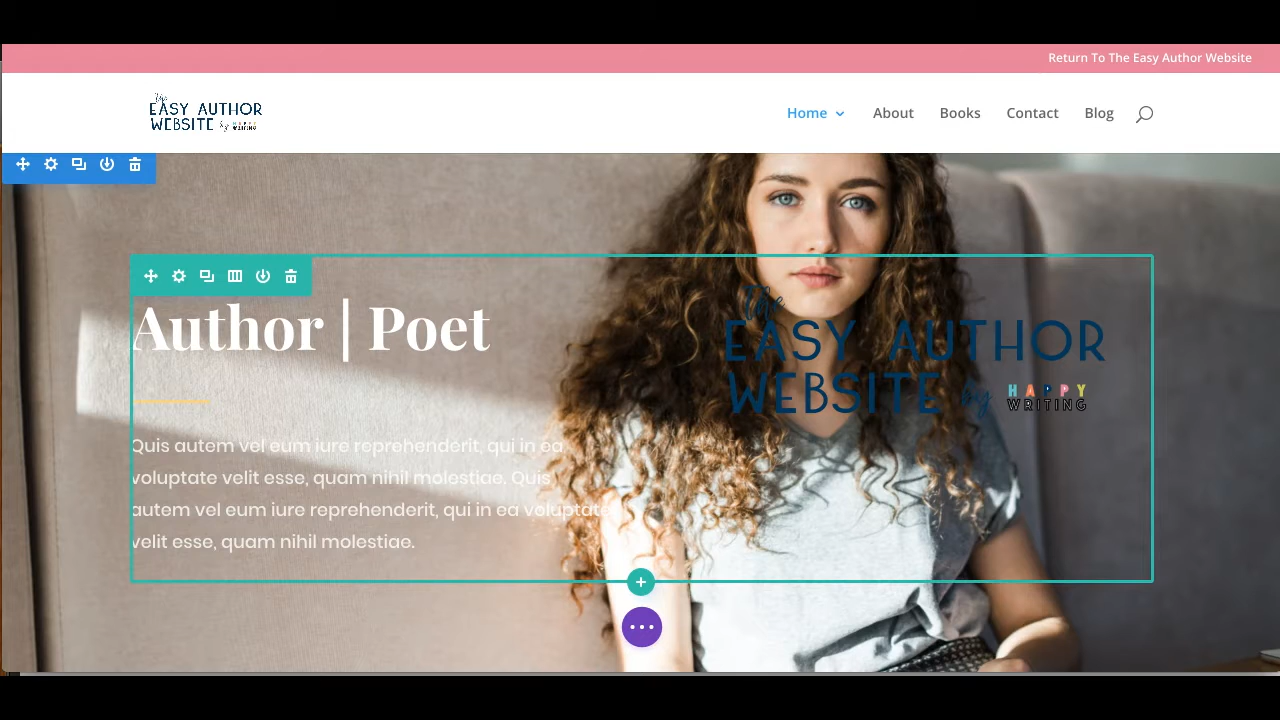 Return To The Easy Author Website
The
EASY AUTHOR
WEBSITE by HAPPY
WRITING
Home
About
Books
Contact
Blog
Author | Poet
The
EASY AUTHOR
WEBSITE by HAPPY
WRITING
Quis autem vel eum iure reprehenderit, qui in ea
voluptate velit esse, quam nihil molestiae. Quis
autem vel eum iure reprehenderit, qui in ea voluptate
velit esse, quam nihil molestiae.